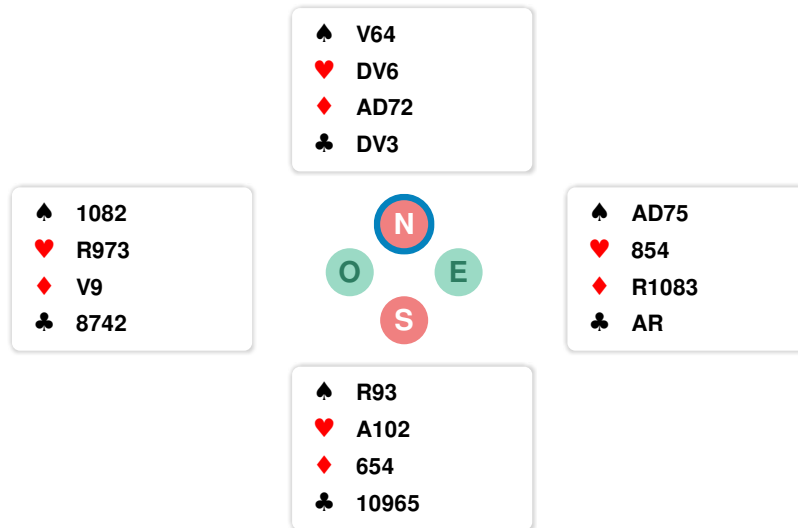 ♠ V64
♥ DV6
♦ AD72
♣ DV3
♠ 1082
♥ R973
♦ V9
♣ 8742
N
O E
S
♠ AD75
♥ 854
♦ R1083
♣ AR
♠ R93
♥ A102
♦ 654
♣ 10965